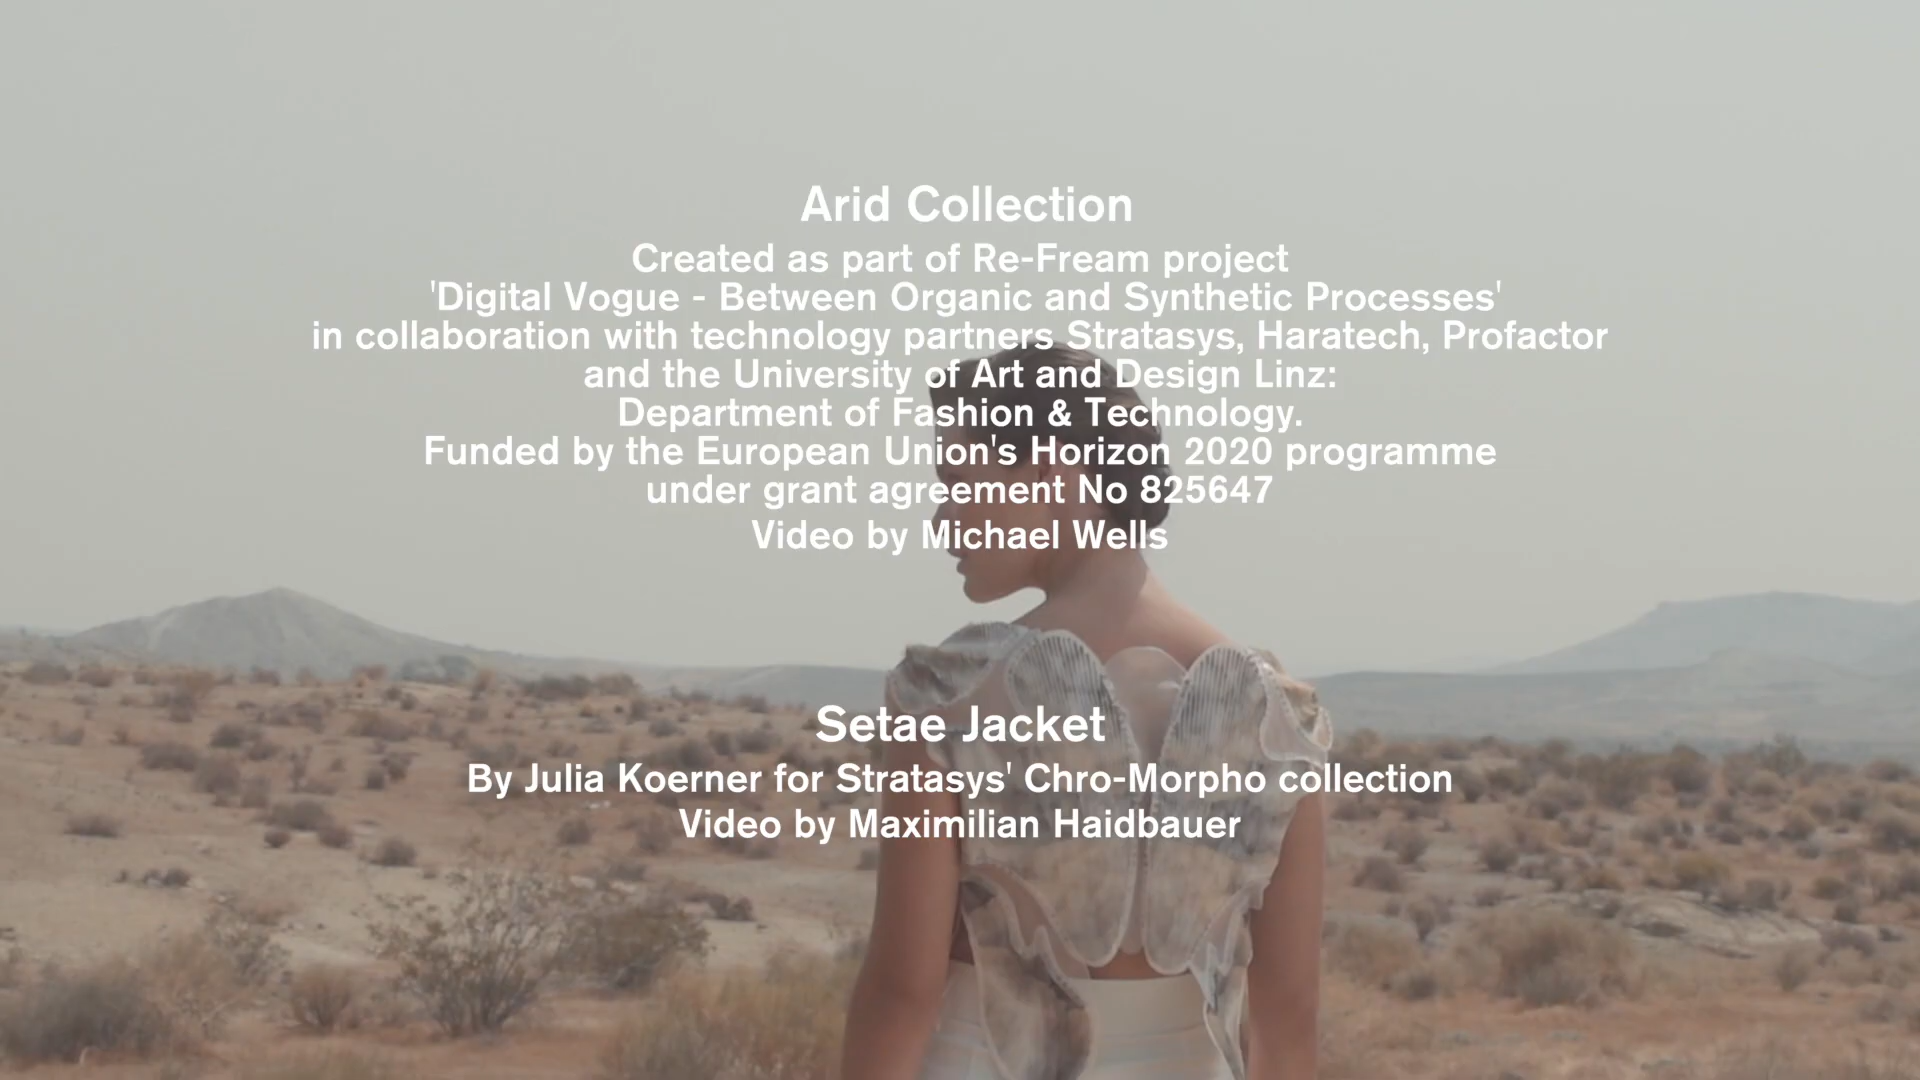 Arid Collection
Created as part of Re-Fream project
'Digital Vogue - Between Organic and Synthetic Processes'
in collaboration with technology partners Stratasys, Haratech, Profactor
and the University of Art and Design Linz:
Department of Fashion & Technology.
Funded by the European Union's Horizon 2020 programme
under grant agreement No 825647
Video by Michael Wells
Setae Jacket
By Julia Koerner for Stratasys' Chro-Morpho collection
Video by Maximilian Haidbauer